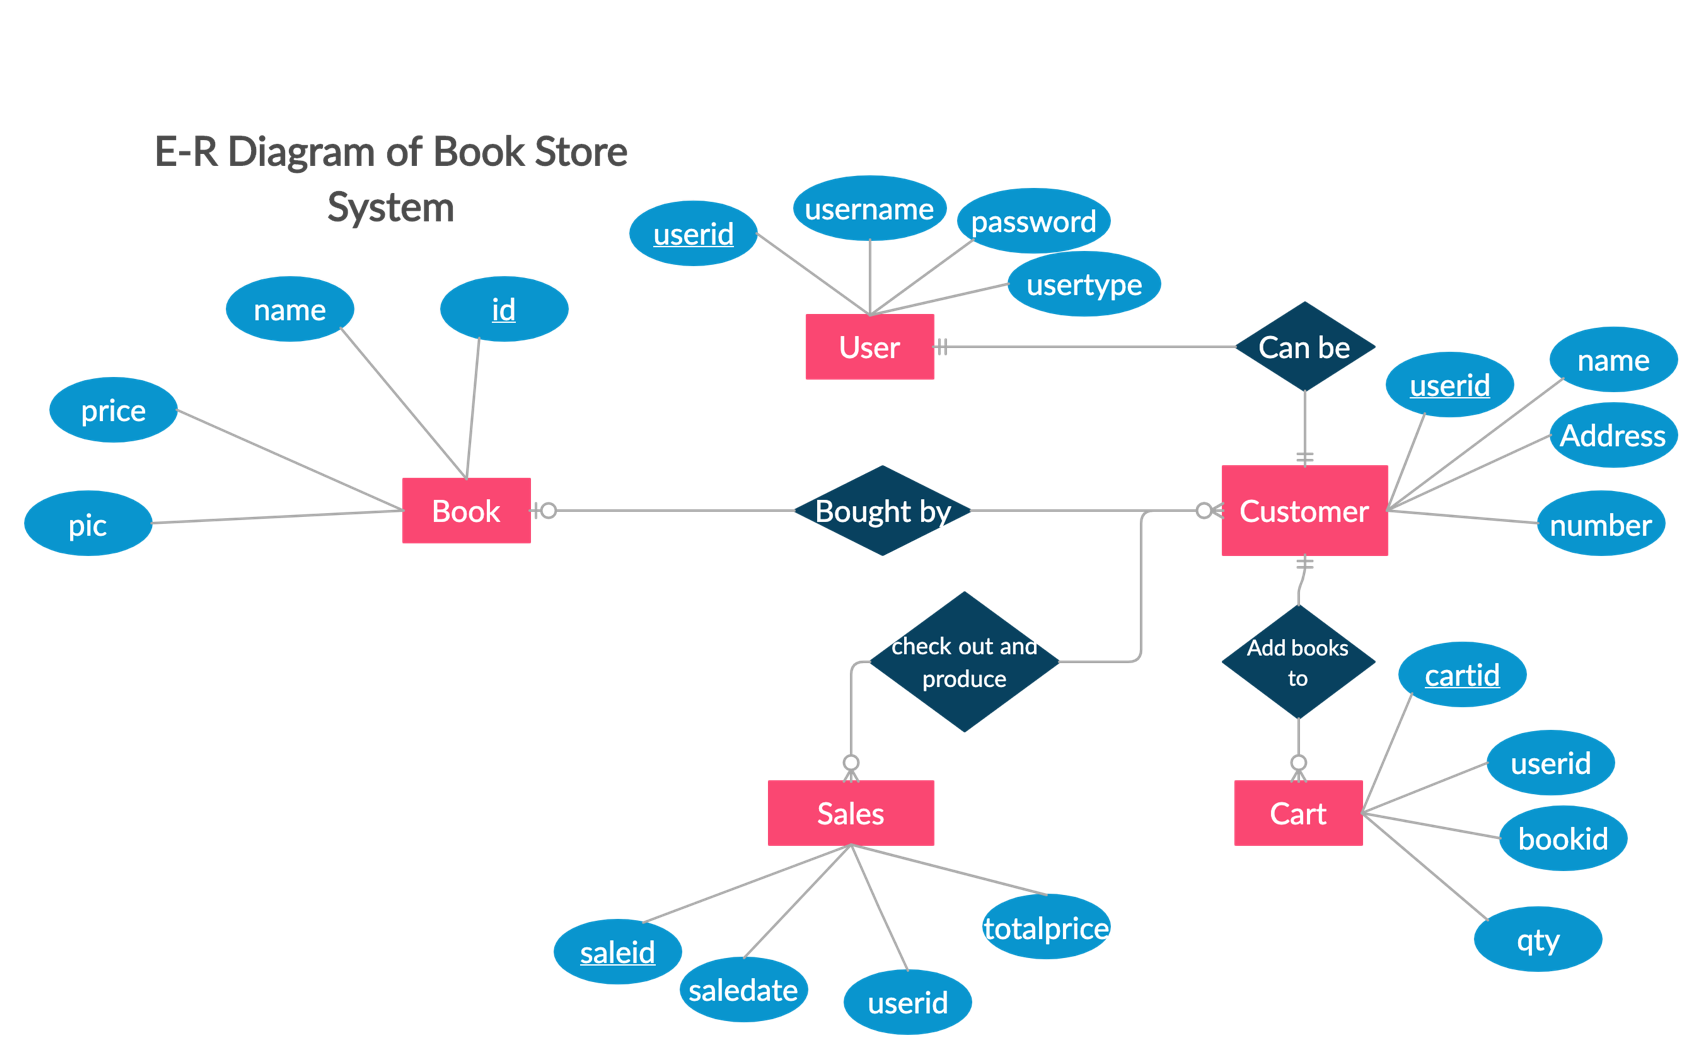 E-R Diagram of Book Store
System
userid
username
password
usertype
name
id
User
Can be
price
userid
name
Address
pic
Book
Bought by
Customer
number
check out and
produce
Add books
to
cartid
userid
Sales
Cart
bookid
saleid
saledate
userid
totalprice
qty